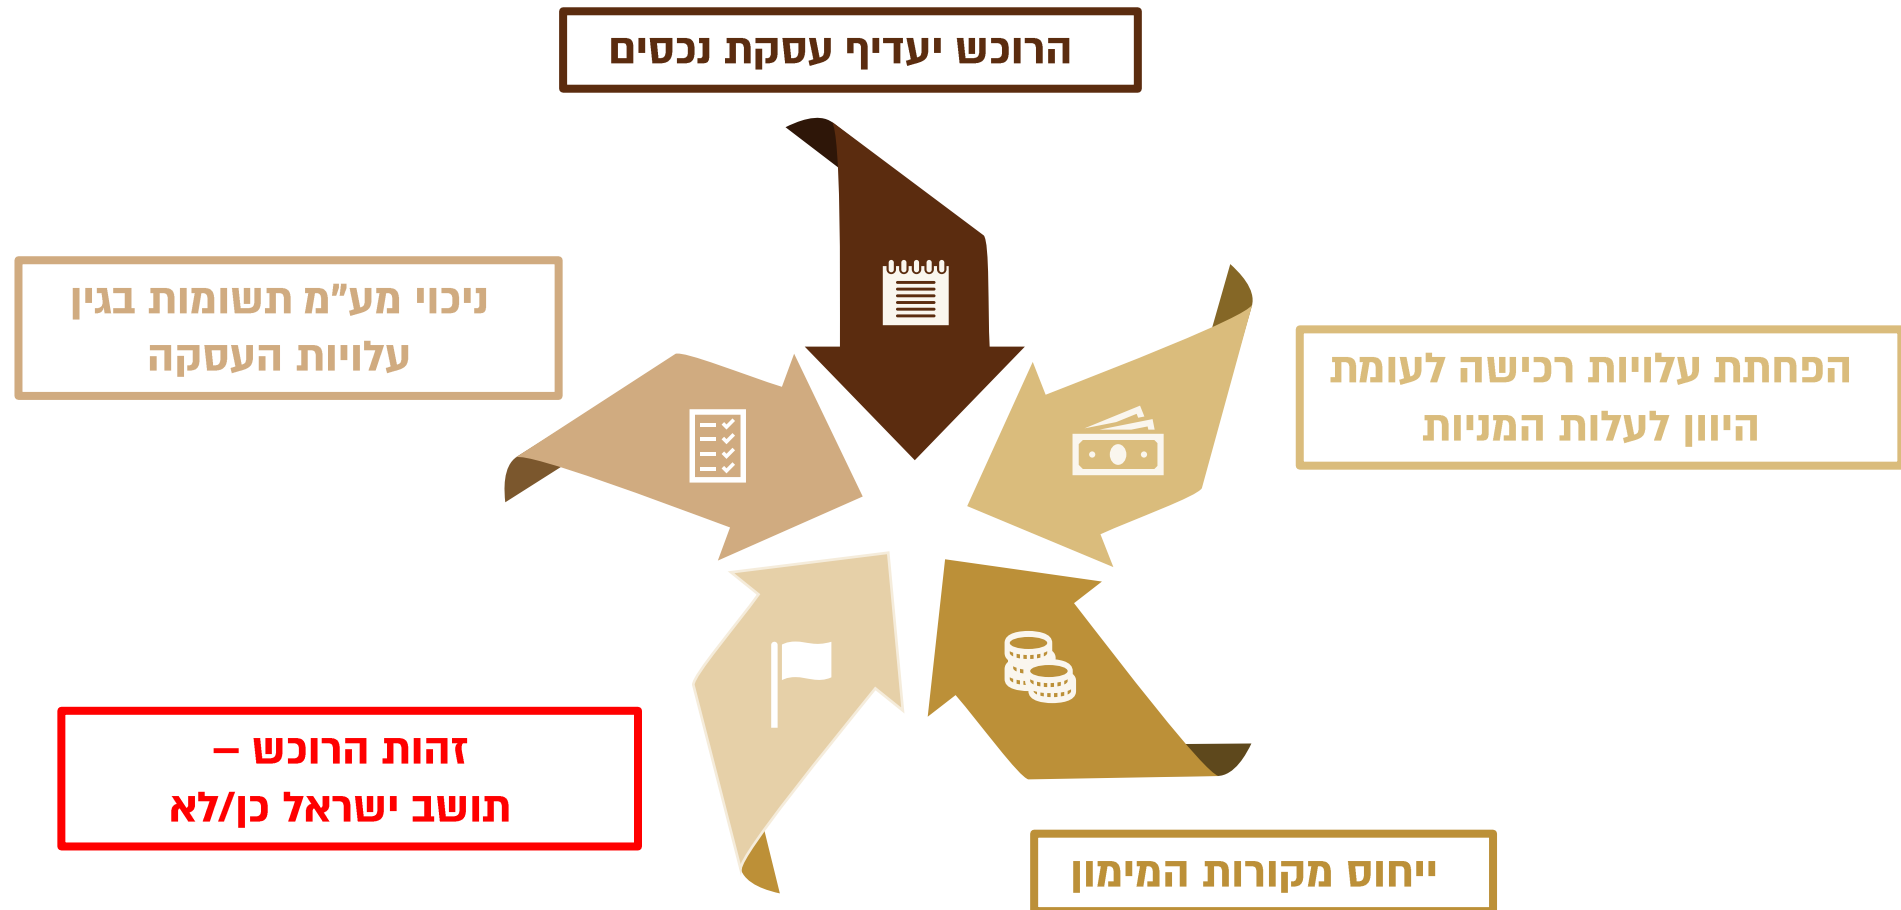 הרוכש יעדיף עסקת נכסים
הפחתת עלויות רכישה לעומת
היוון לעלות המניות
ייחוס מקורות המימון
זהות הרוכש –
תושב ישראל כן/לא
ניכוי מע"מ תשומות בגין
עלויות העסקה